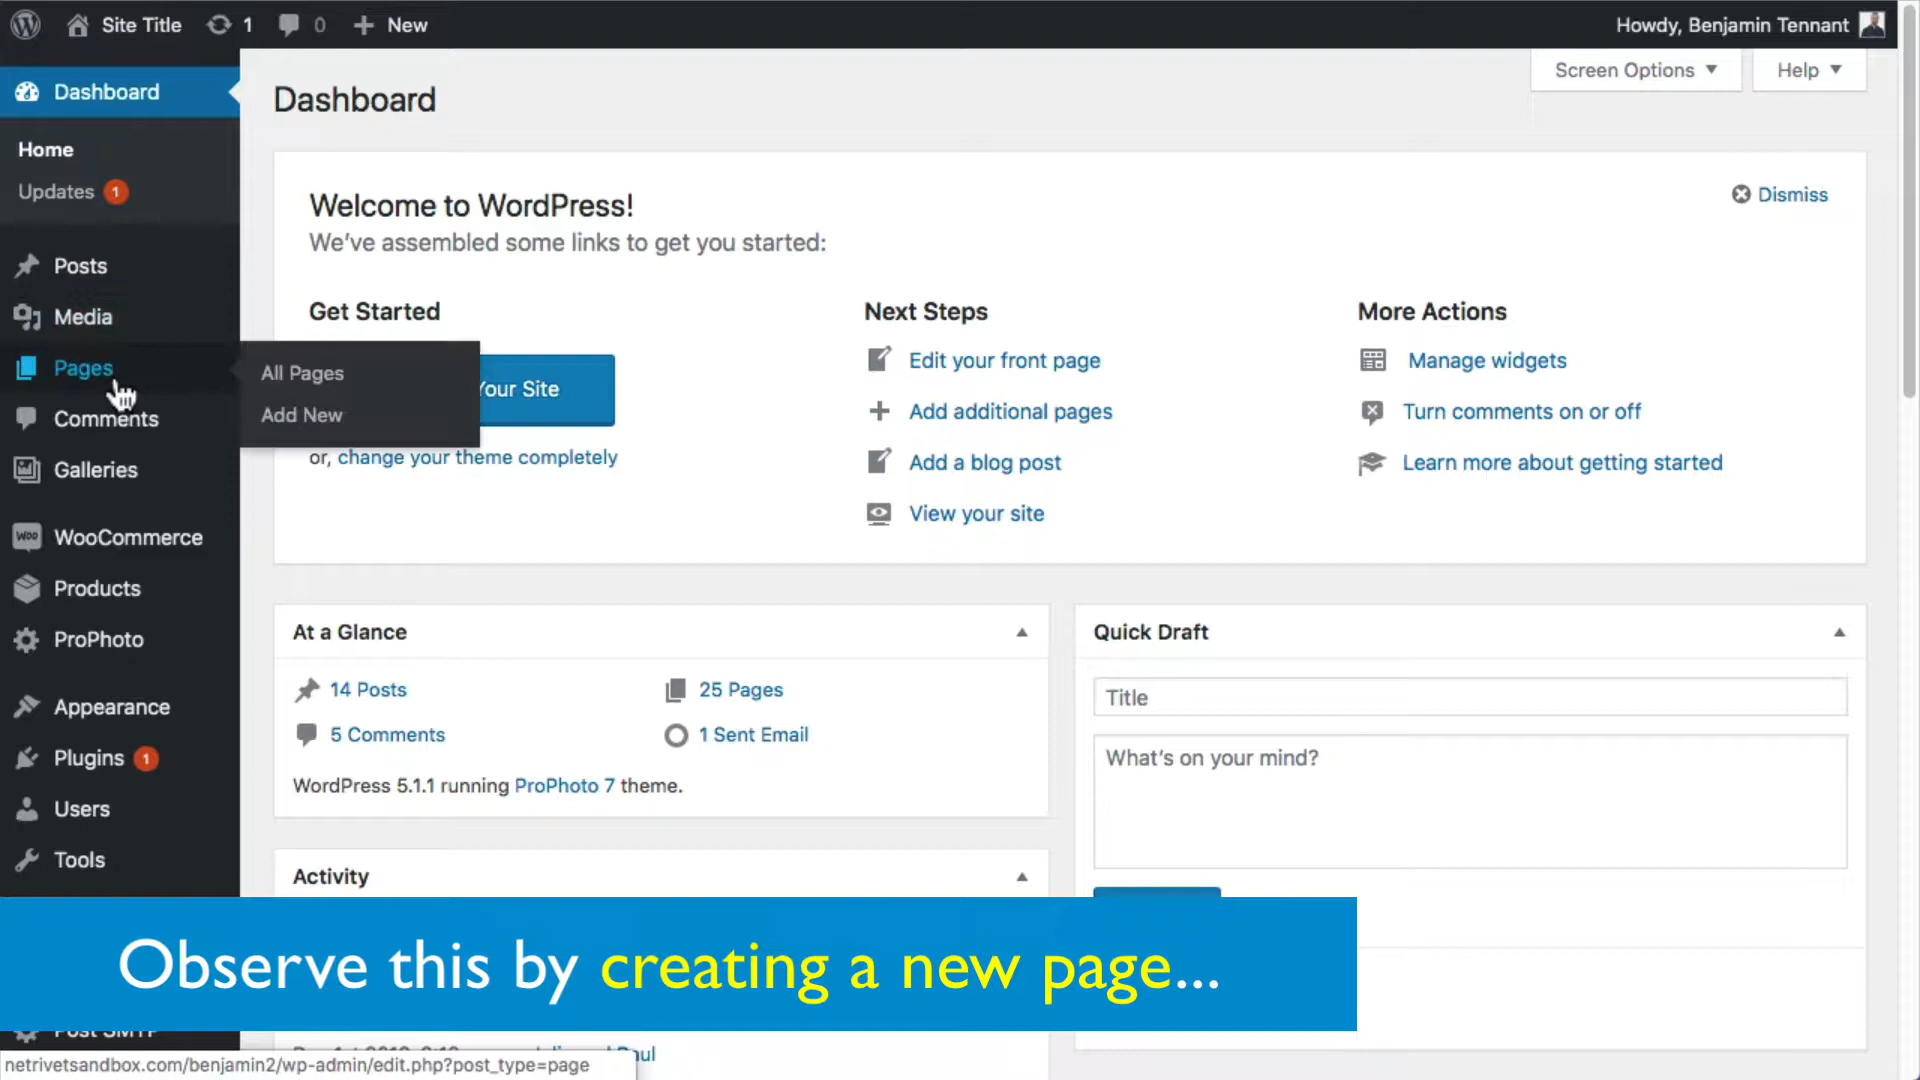 Site Title
1
0
New
Howdy, Benjamin Tennant
Screen Options
Help
Dashboard
Home
Updates 1
Posts
Media
Pages
Comments
Galleries
WooCommerce
Products
ProPhoto
Appearance
Plugins 1
Users
Tools
Post SMTP
All Pages
Add New
Dashboard
Welcome to WordPress!
We've assembled some links to get you started:
Dismiss
Get Started
Your Site
or, change your theme completely
Next Steps
Edit your front page
Add additional pages
Add a blog post
View your site
More Actions
Manage widgets
Turn comments on or off
Learn more about getting started
At a Glance
14 Posts
25 Pages
5 Comments
1 Sent Email
WordPress 5.1.1 running ProPhoto 7 theme.
Activity
Quick Draft
Title
What's on your mind?
Observe this by creating a new page...
netrivetsandbox.com/benjamin2/wp-admin/edit.php?post_type=page